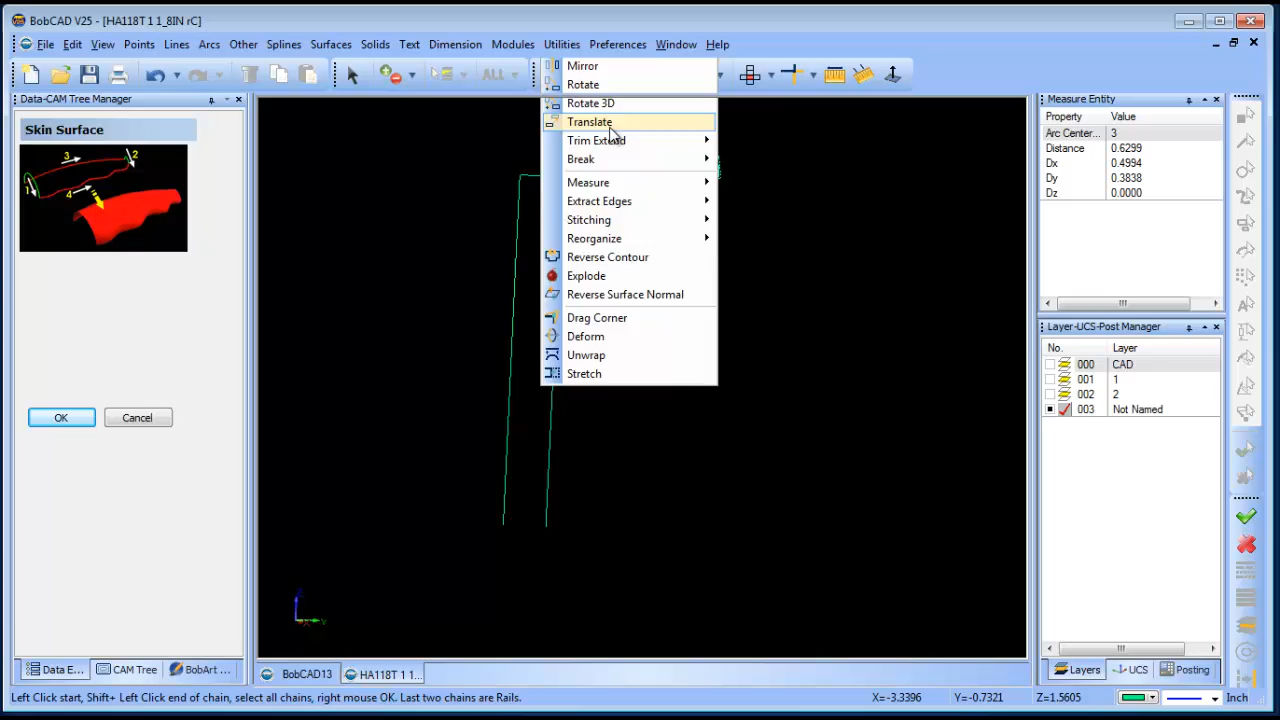 BobCAD V25 - [HA118T 1 1_8IN rC]
File Edit View Points Lines Arcs Other Splines Surfaces Solids Text Dimension Modules Utilities Preferences Window Help
ALL
Data-CAM Tree Manager
Skin Surface
3 2
1 4
OK Cancel
Data E... CAM Tree BobArt ...
Mirror
Rotate
Rotate 3D
Translate
Trim Extend
Break
Measure
Extract Edges
Stitching
Reorganize
Reverse Contour
Explode
Reverse Surface Normal
Drag Corner
Deform
Unwrap
Stretch
BobCAD13 HA118T 1 1...
Measure Entity
Property Value
Arc Center... 3
Distance 0.6299
Dx 0.4994
Dy 0.3838
Dz 0.0000
Layer-UCS-Post Manager
No. Layer
000 CAD
001 1
002 2
003 Not Named
Layers UCS Posting
Left Click start, Shift+ Left Click end of chain, select all chains, right mouse OK. Last two chains are Rails. X=-3.3396 Y=-0.7321 Z=1.5605 Inch